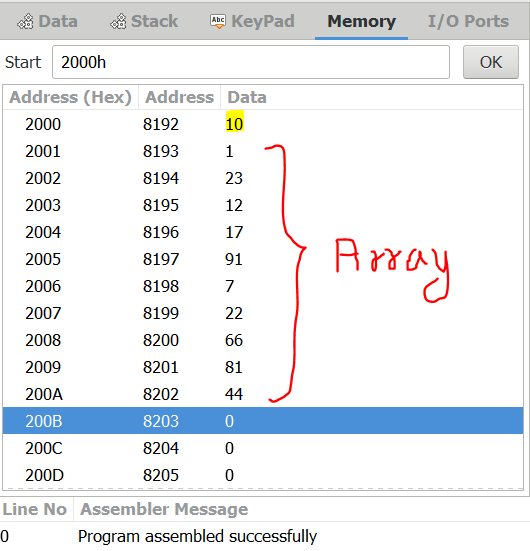 Data Stack Abc KeyPad Memory I/O Ports
Start 2000h OK
Address (Hex) Address Data
2000 8192 10
2001 8193 1
2002 8194 23
2003 8195 12
2004 8196 17
2005 8197 91
2006 8198 7
2007 8199 22
2008 8200 66
2009 8201 81
200A 8202 44
200B 8203 0
200C 8204 0
200D 8205 0
Array
Line No Assembler Message
0 Program assembled successfully